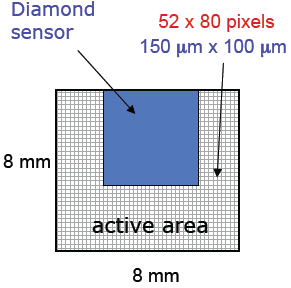 Diamond
sensor
52 x 80 pixels
150 μm x 100 μm
8 mm
active area
8 mm